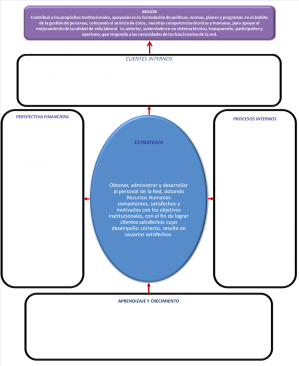 MISIÓN
Contribuir a los propósitos Institucionales, apoyando en la formulación de políticas, normas, planes y programas en el ámbito
de la gestión de personas, colocando al servicio de éstos, nuestras competencias técnicas y humanas, para apoyar al
mejoramiento de la calidad de vida laboral. Lo anterior, sustentado en un sistema técnico, transparente, participativo y
oportuno, que responda a las necesidades de los funcionarios de la red.
CLIENTES INTERNOS
PERSPECTIVA FINANCIERA
PROCESOS INTERNOS
ESTRATEGIA
Obtener, administrar y desarrollar
al personal de la Red, dotando
Recursos Humanos
competentes, satisfechos y
motivados con los objetivos
institucionales, con el fin de lograr
clientes satisfechos cuyo
desempeño correcto, resulte en
usuarios satisfechos.
APRENDIZAJE Y CRECIMIENTO